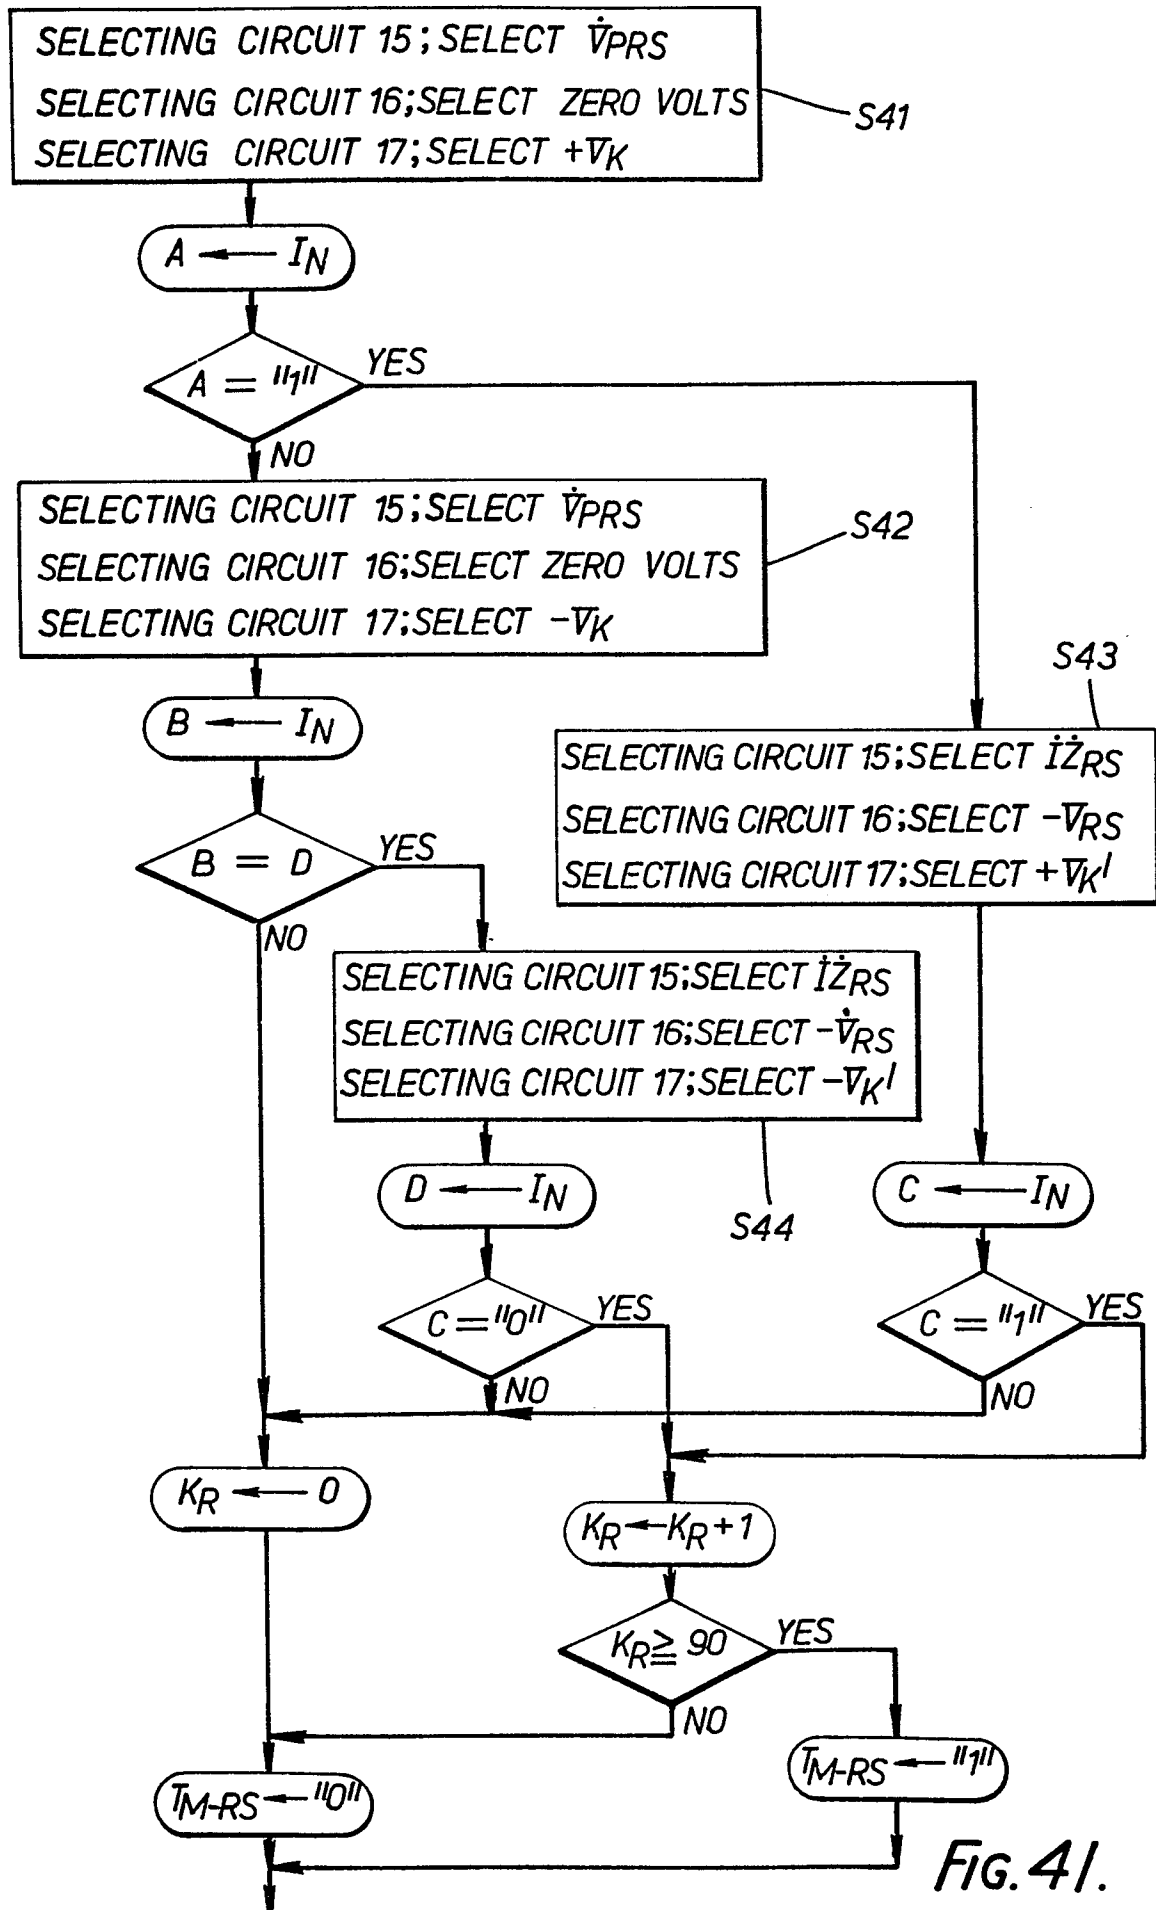 SELECTING CIRCUIT 15; SELECT V̇PRS
SELECTING CIRCUIT 16; SELECT ZERO VOLTS
SELECTING CIRCUIT 17; SELECT +VK
S41
A ← IN
A = "1"
YES
NO
SELECTING CIRCUIT 15; SELECT V̇PRS
SELECTING CIRCUIT 16; SELECT ZERO VOLTS
SELECTING CIRCUIT 17; SELECT -VK
S42
B ← IN
S43
SELECTING CIRCUIT 15; SELECT İŻRS
SELECTING CIRCUIT 16; SELECT -VRS
SELECTING CIRCUIT 17; SELECT +VK'
B = D
YES
NO
SELECTING CIRCUIT 15; SELECT İŻRS
SELECTING CIRCUIT 16; SELECT -V̇RS
SELECTING CIRCUIT 17; SELECT -VK'
S44
D ← IN
C ← IN
C = "0"
YES
NO
C = "1"
YES
NO
KR ← 0
KR ← KR + 1
KR ≧ 90
YES
NO
TM-RS ← "0"
TM-RS ← "1"
FIG. 41.